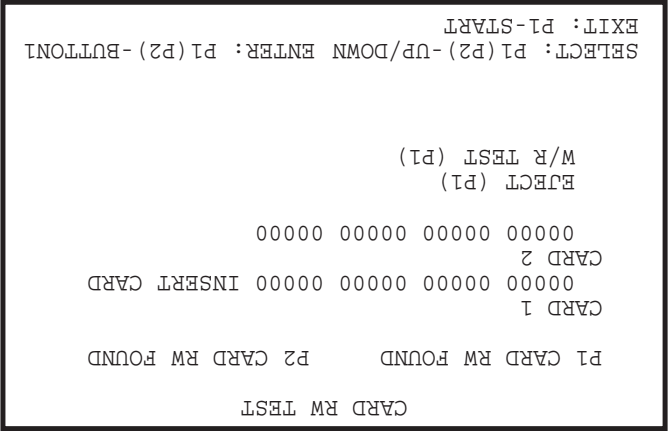 CARD RW TEST
P1 CARD RW FOUND P2 CARD RW FOUND
CARD 1
00000 00000 00000 00000 INSERT CARD
CARD 2
00000 00000 00000 00000
EJECT (P1)
W/R TEST (P1)
SELECT: P1(P2)-UP/DOWN ENTER: P1(P2)-BUTTON1
EXIT: P1-START